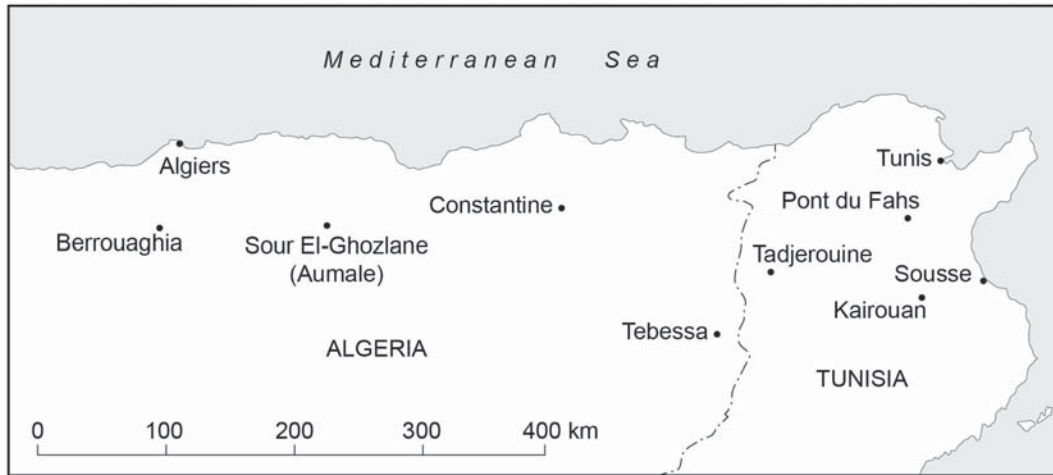 Mediterranean Sea
Algiers
Tunis
Constantine
Pont du Fahs
Berrouaghia
Sour El-Ghozlane
(Aumale)
Tadjerouine
Sousse
Kairouan
Tebessa
ALGERIA
TUNISIA
0 100 200 300 400 km